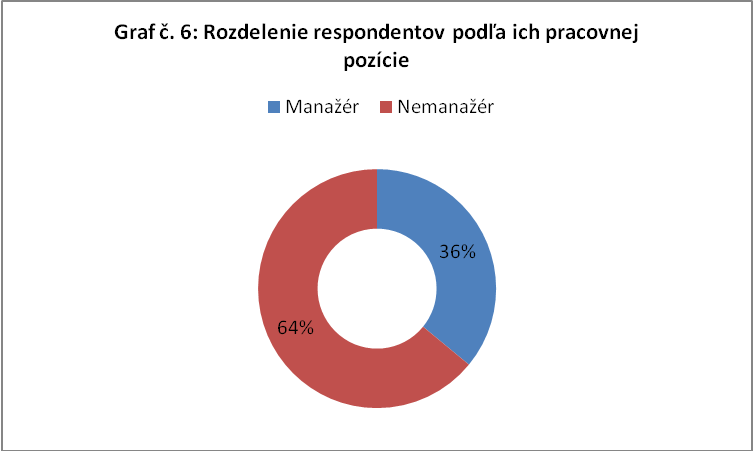 Graf č. 6: Rozdelenie respondentov podľa ich pracovnej
pozície
Manažér Nemanažér
36%
64%